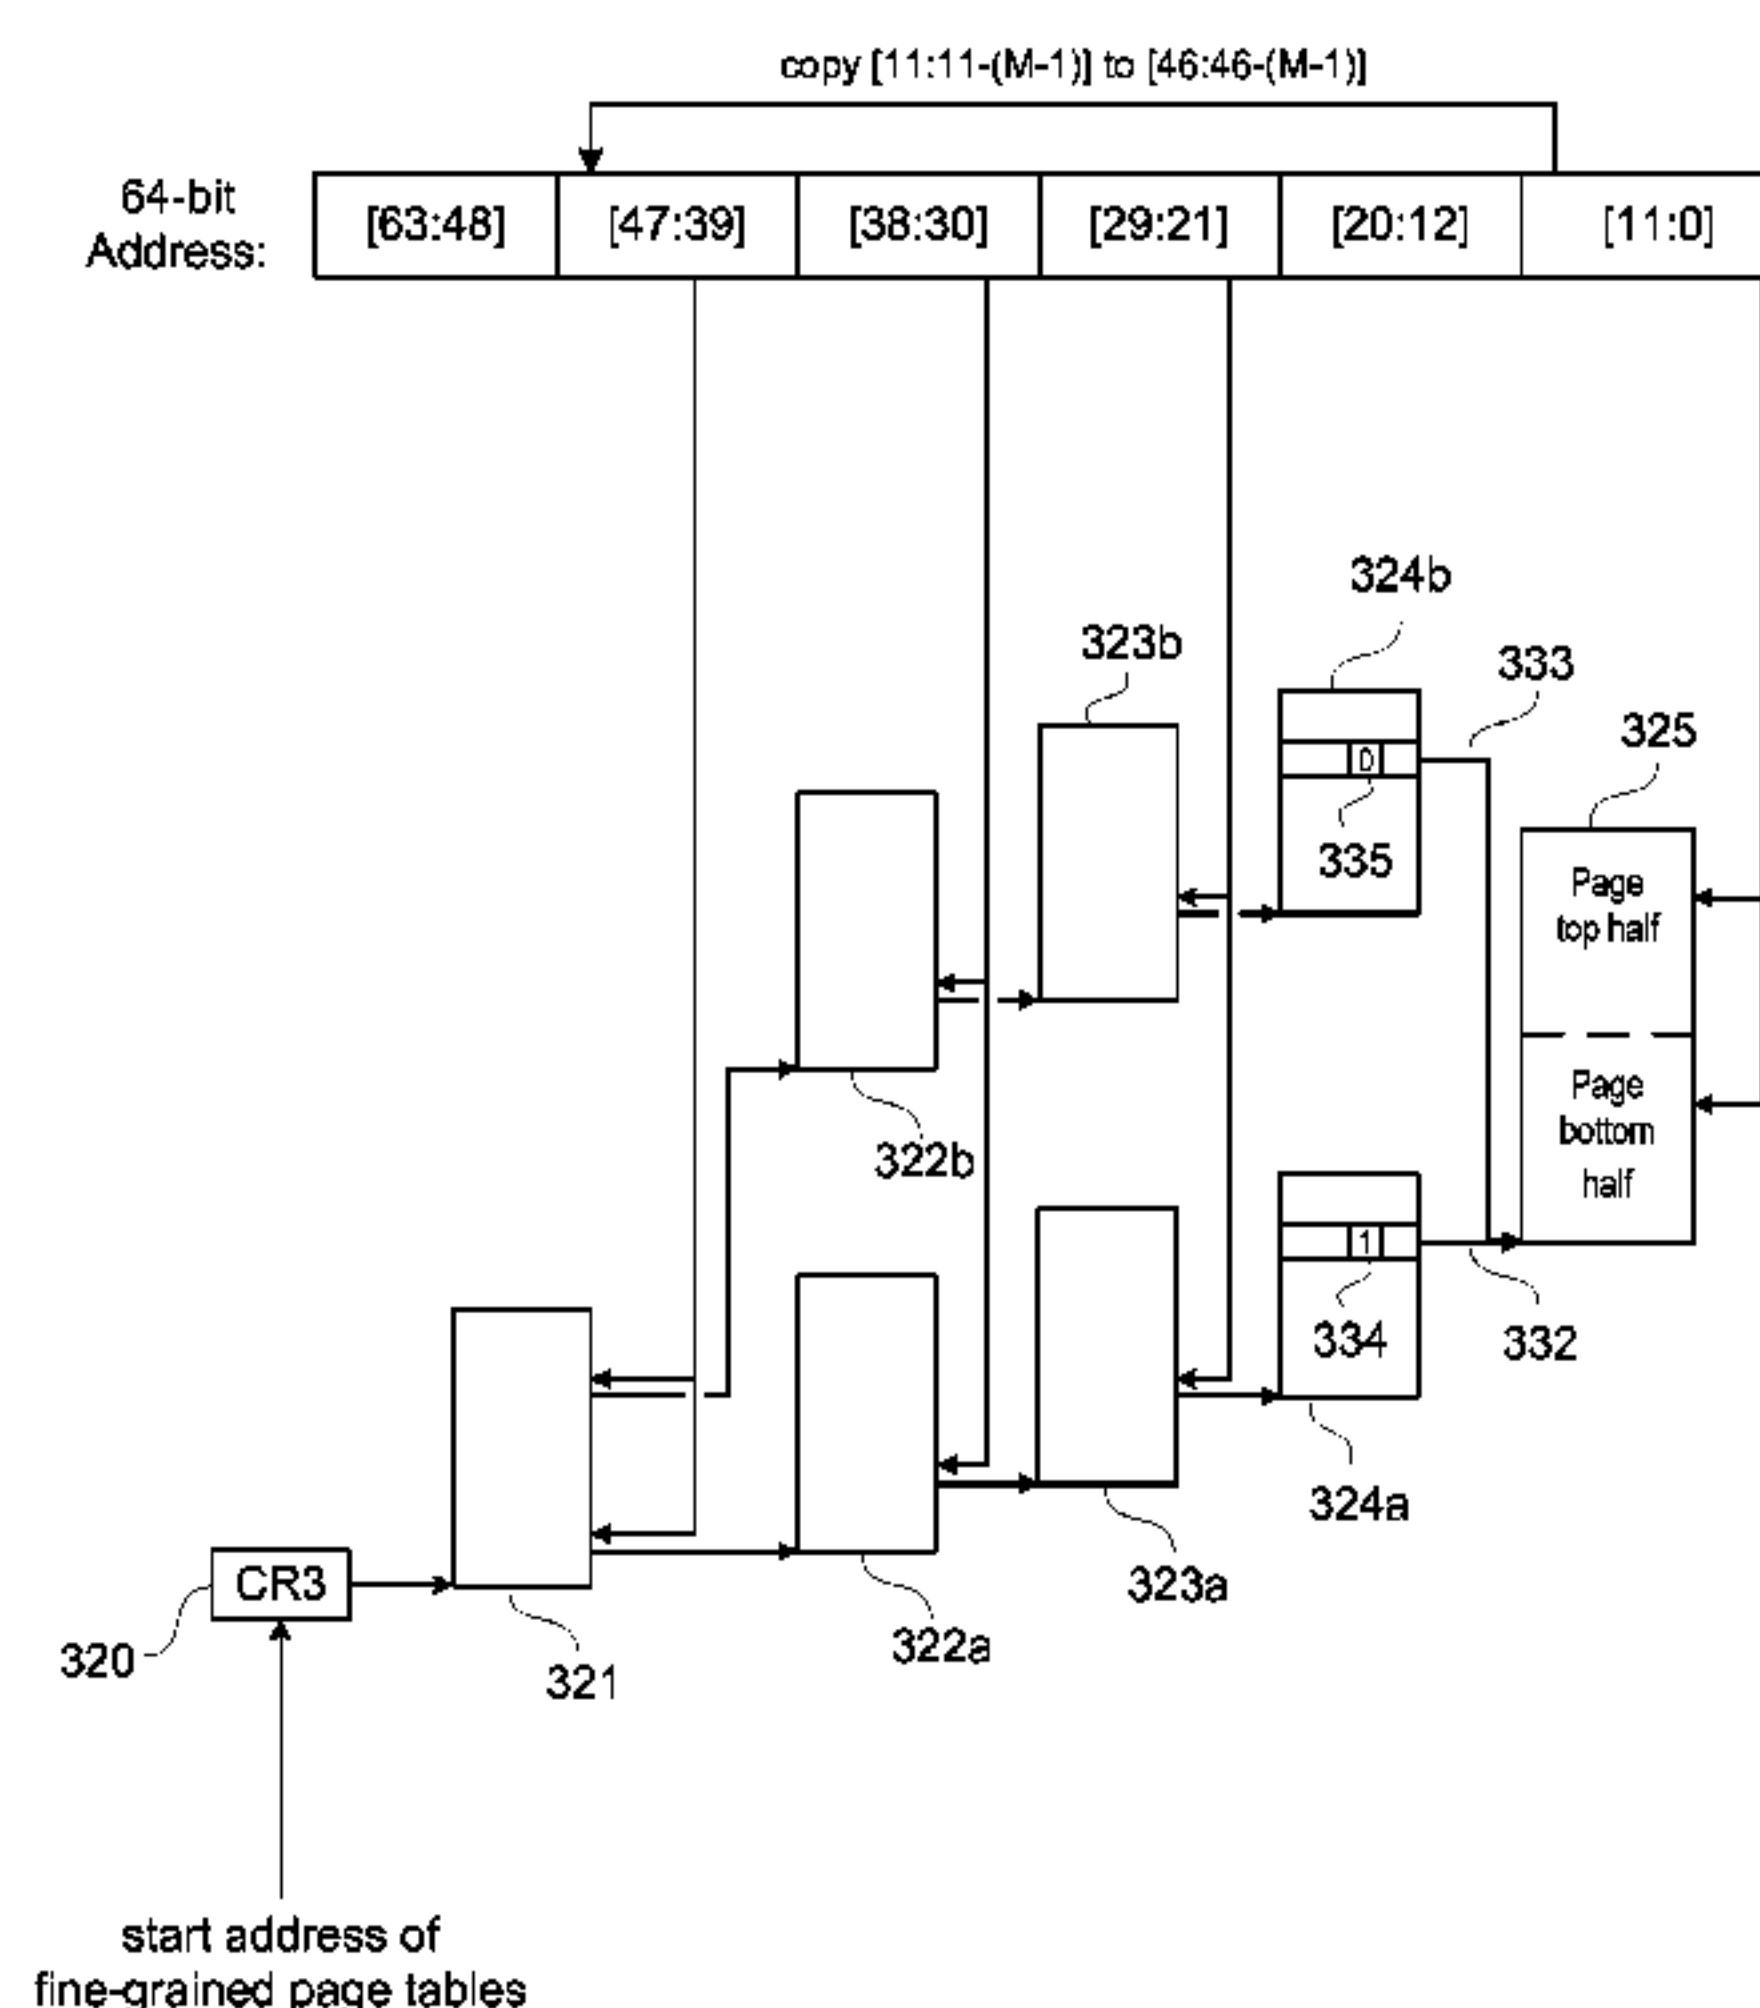 copy [11:11-(M-1)] to [46:46-(M-1)]
64-bit
Address:
[63:48]
[47:39]
[38:30]
[29:21]
[20:12]
[11:0]
324b
323b
333
325
0
335
Page
top half
Page
bottom
half
322b
1
334
332
324a
323a
322a
CR3
320
321
start address of
fine-grained page tables